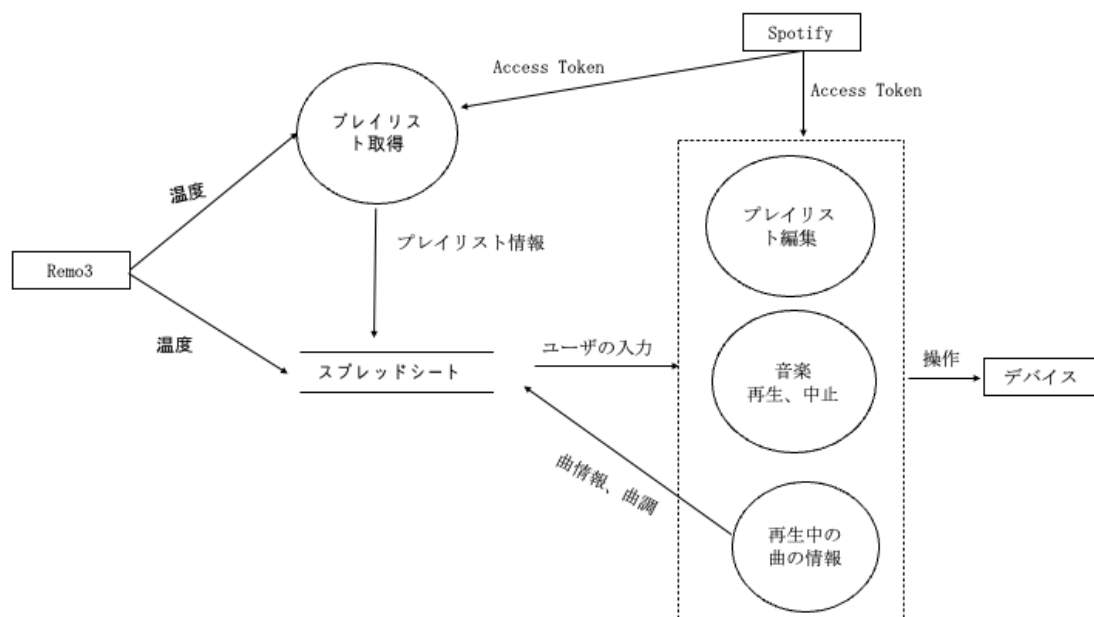 Spotify
Access Token
Access Token
プレイリス
ト取得
温度
プレイリスト情報
プレイリス
ト編集
Remo3
温度
スプレッドシート
ユーザの入力
音楽
再生、中止
操作
デバイス
曲情報、曲調
再生中の
曲の情報